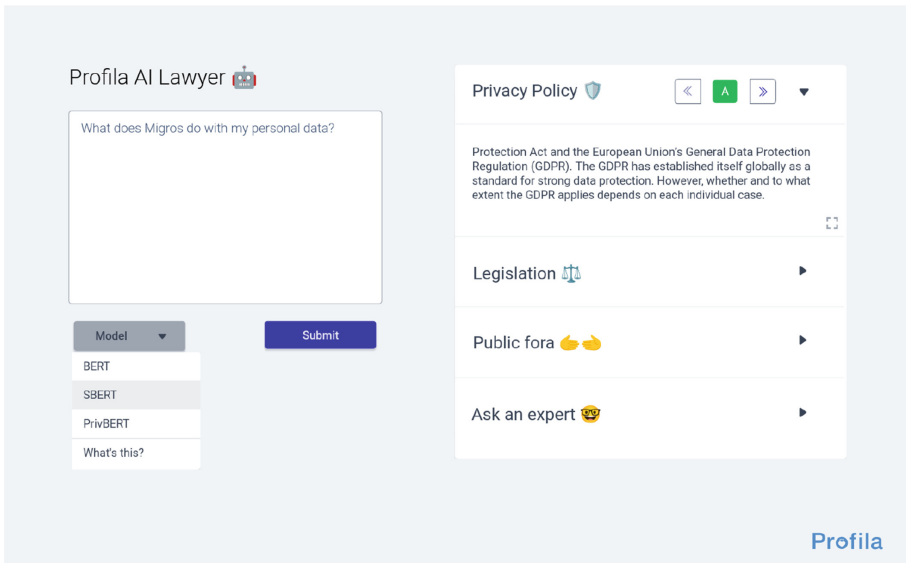 Profila AI Lawyer 🤖
What does Migros do with my personal data?
Model
Submit
BERT
SBERT
PrivBERT
What's this?
Privacy Policy 🛡️
« A »
Protection Act and the European Union's General Data Protection
Regulation (GDPR). The GDPR has established itself globally as a
standard for strong data protection. However, whether and to what
extent the GDPR applies depends on each individual case.
Legislation ⚖️
Public fora 🫱🫲
Ask an expert 🤓
Profila